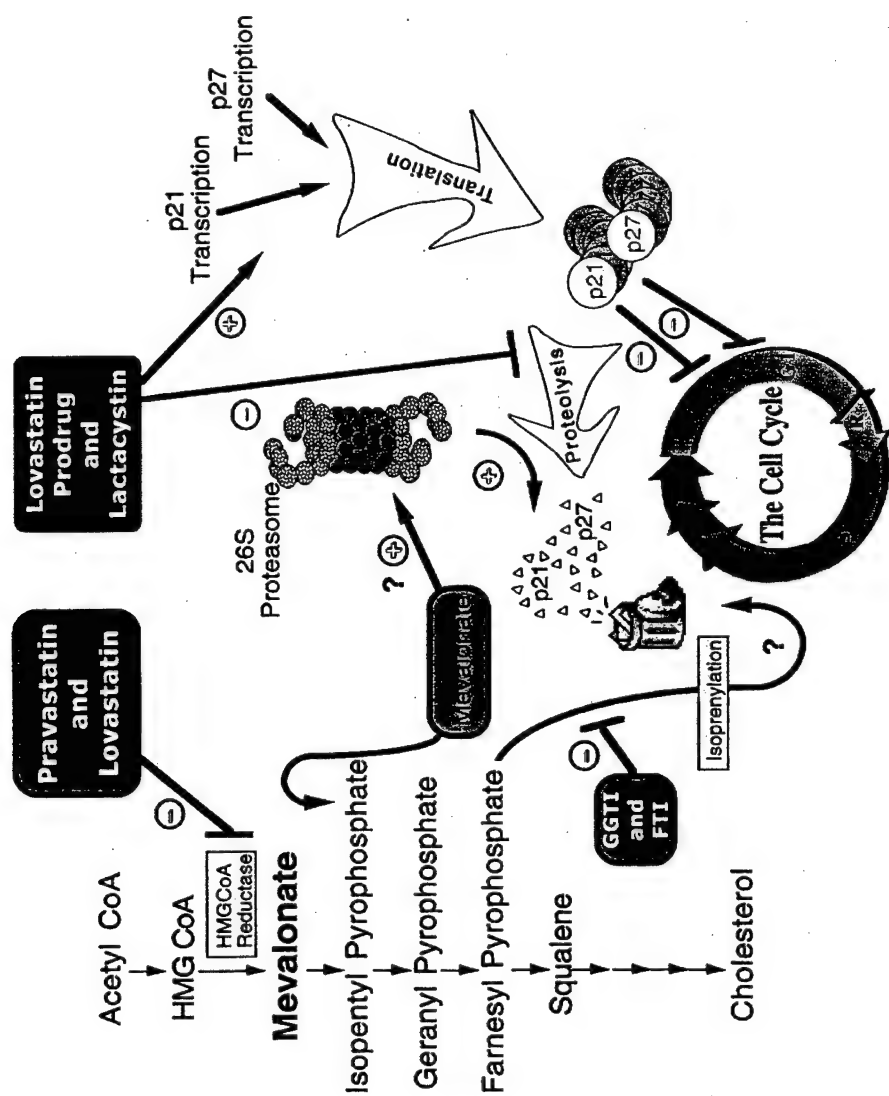 Acetyl CoA
HMG CoA
HMGCoA
Reductase
Mevalonate
Isopentyl Pyrophosphate
Geranyl Pyrophosphate
Farnesyl Pyrophosphate
Squalene
Cholesterol
Pravastatin
and
Lovastatin
Lovastatin
Prodrug
and
Lactacystin
p21
Transcription
p27
Transcription
Translation
26S
Proteasome
?
Mevalonate
Proteolysis
p21
p27
p21
p27
GGTI
and
FTI
Isoprenylation
?
The Cell Cycle
G1